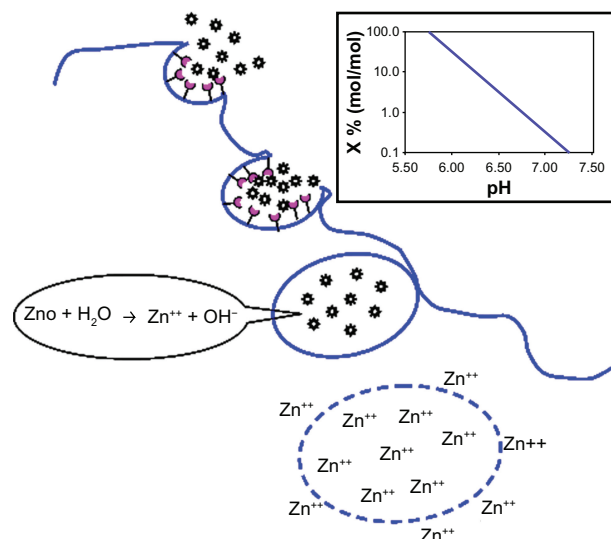 100.0
10.0
1.0
0.1
X % (mol/mol)
5.50 6.00 6.50 7.00 7.50
pH
Zno + H₂O → Zn⁺⁺ + OH⁻
Zn⁺⁺
Zn⁺⁺
Zn⁺⁺
Zn⁺⁺
Zn⁺⁺
Zn++
Zn⁺⁺
Zn⁺⁺
Zn⁺⁺
Zn⁺⁺
Zn⁺⁺
Zn⁺⁺
Zn⁺⁺